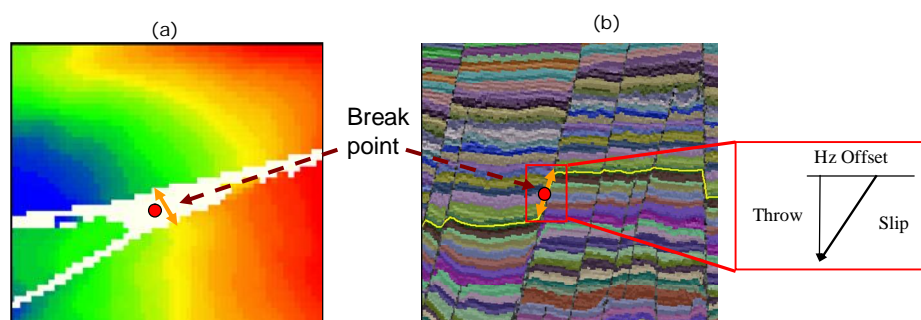 (a)
(b)
Break
point
Hz Offset
Throw
Slip